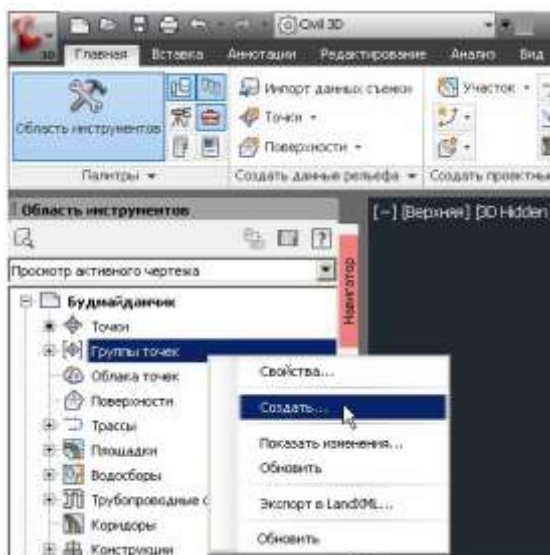 Civil 3D
3D
Главная Вставка Аннотации Редактирование Анализ Вид
Область инструментов
Импорт данных съемки
Точки
Поверхности
Участок
Палитры
Создать данные рельефа
Создать проектны
Область инструментов
[−] [Верхняя] [3D Hidden
Просмотр активного чертежа
Навигатор
Будмайданчик
Точки
Группы точек
Облака точек
Поверхности
Трассы
Площадки
Водосборы
Трубопроводные с
Коридоры
Конструкции
Свойства...
Создать...
Показать изменения...
Обновить
Экспорт в LandXML...
Обновить